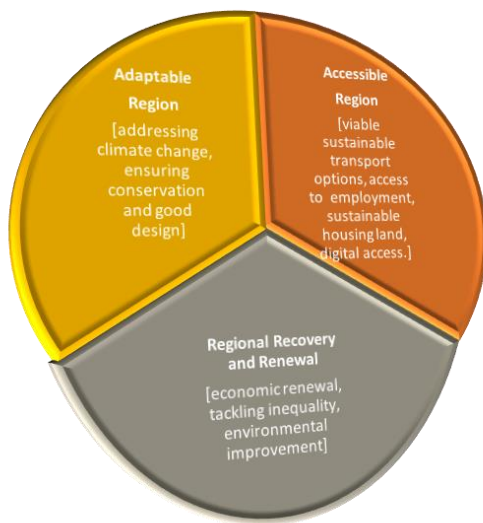 Adaptable
Region
[addressing
climate change,
ensuring
conservation
and good
design]
Accessible
Region
[viable
sustainable
transport
options, access
to employment,
sustainable
housing land,
digital access.]
Regional Recovery
and Renewal
[economic renewal,
tackling inequality,
environmental
improvement]